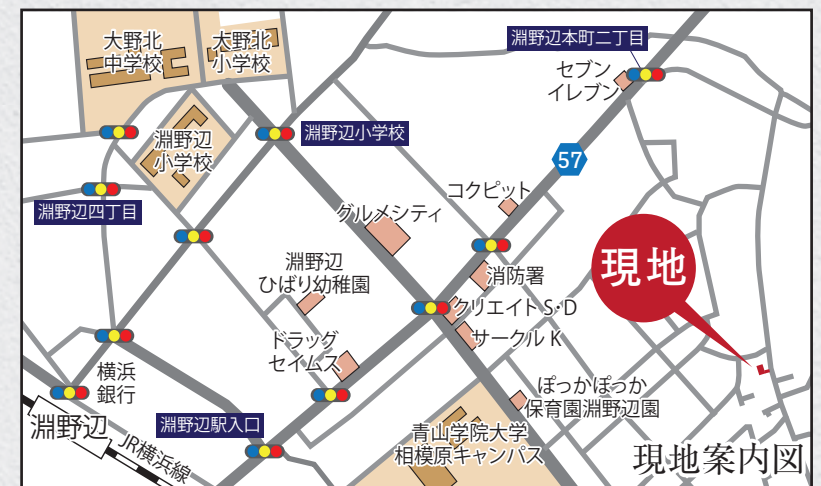 大野北
中学校
大野北
小学校
淵野辺本町二丁目
セブン
イレブン
淵野辺小学校
淵野辺
小学校
57
コクピット
淵野辺四丁目
グルメシティ
現地
淵野辺
ひばり幼稚園
消防署
クリエイトS・D
サークルK
ドラッグ
セイムス
横浜
銀行
ぽっかぽっか
保育園淵野辺園
淵野辺
淵野辺駅入口
青山学院大学
相模原キャンパス
JR横浜線
現地案内図